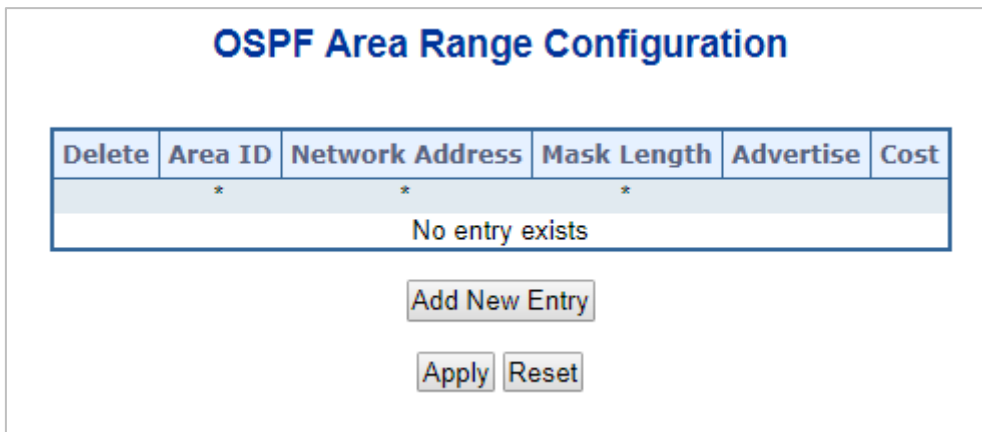 OSPF Area Range Configuration
Delete Area ID Network Address Mask Length Advertise Cost
* * *
No entry exists
Add New Entry
Apply Reset